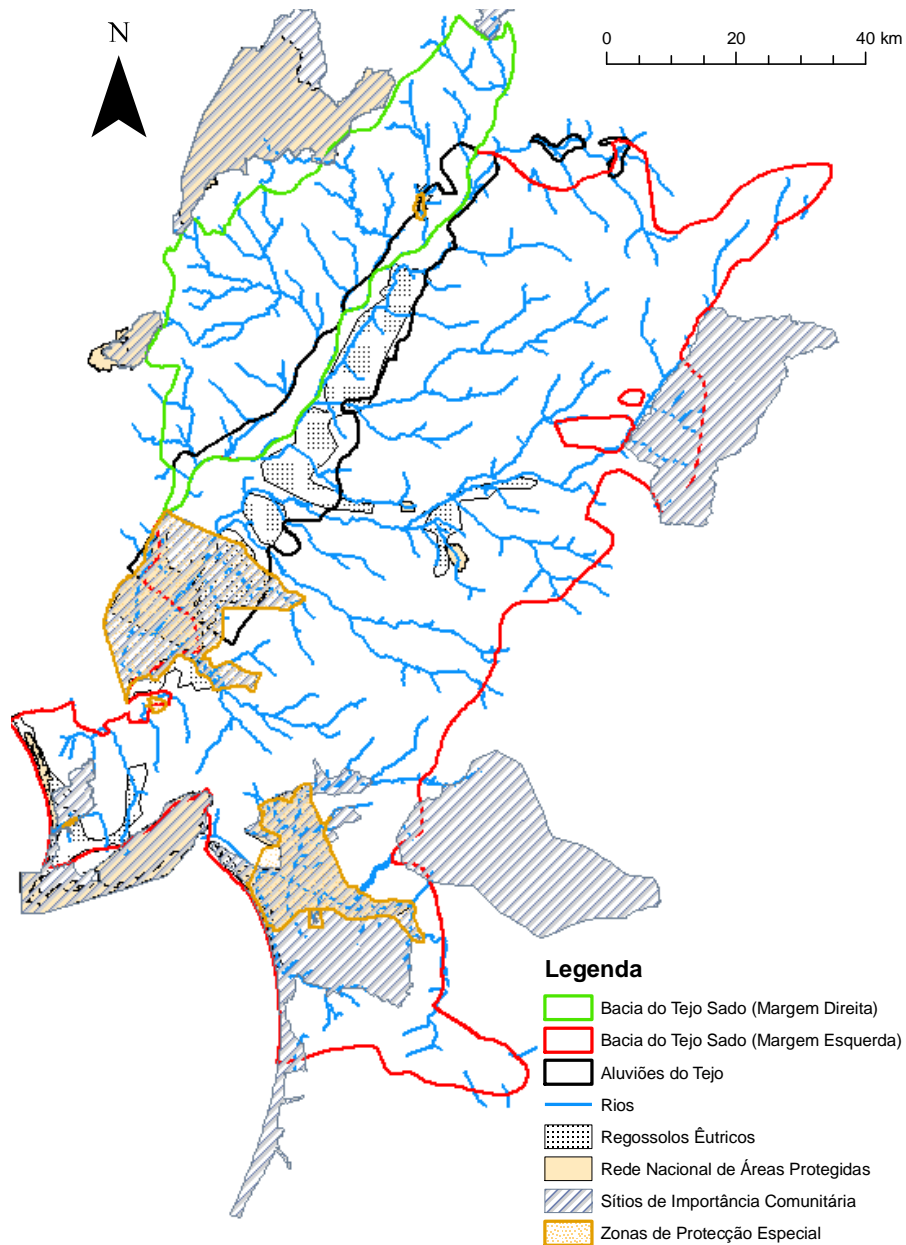 N
0 20 40 km
Legenda
Bacia do Tejo Sado (Margem Direita)
Bacia do Tejo Sado (Margem Esquerda)
Aluviões do Tejo
Rios
Regossolos Êutricos
Rede Nacional de Áreas Protegidas
Sítios de Importância Comunitária
Zonas de Protecção Especial